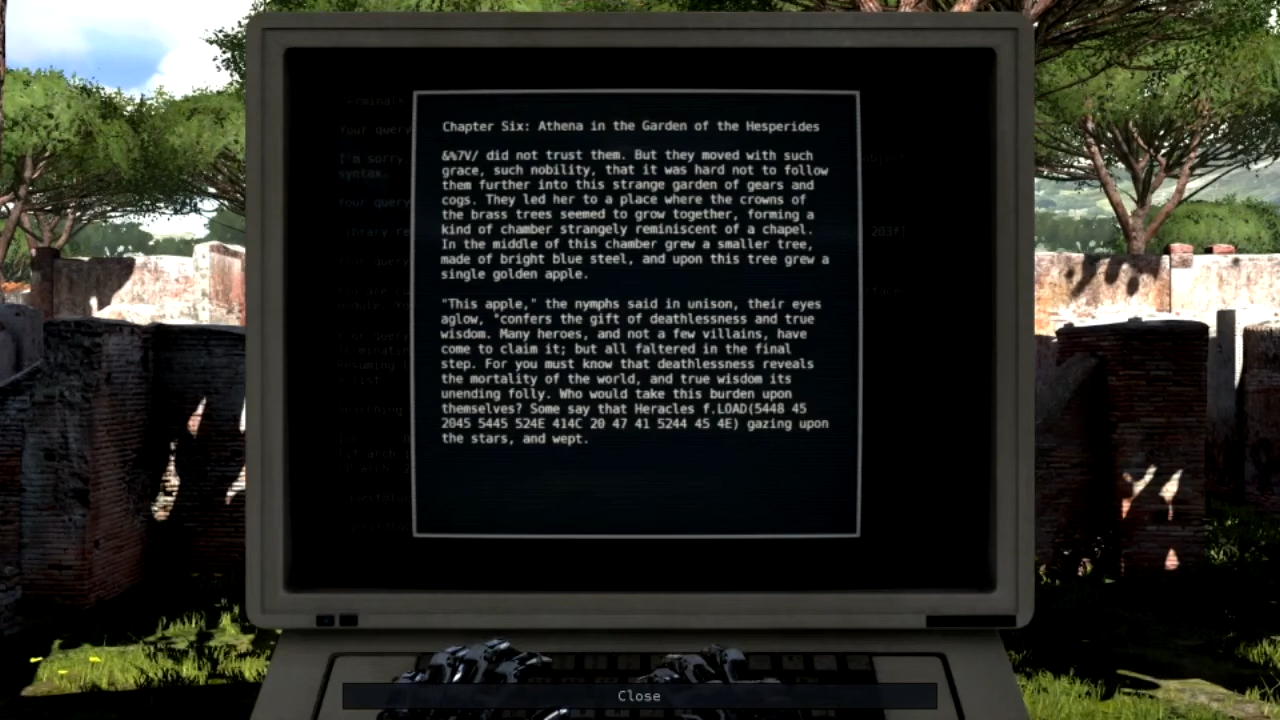 Chapter Six: Athena in the Garden of the Hesperides
&%7V/ did not trust them. But they moved with such
grace, such nobility, that it was hard not to follow
them further into this strange garden of gears and
cogs. They led her to a place where the crowns of
the brass trees seemed to grow together, forming a
kind of chamber strangely reminiscent of a chapel.
In the middle of this chamber grew a smaller tree,
made of bright blue steel, and upon this tree grew a
single golden apple.
"This apple," the nymphs said in unison, their eyes
aglow, "confers the gift of deathlessness and true
wisdom. Many heroes, and not a few villains, have
come to claim it; but all faltered in the final
step. For you must know that deathlessness reveals
the mortality of the world, and true wisdom its
unending folly. Who would take this burden upon
themselves? Some say that Heracles f.LOAD(5448 45
2045 5445 524E 414C 20 47 41 5244 45 4E) gazing upon
the stars, and wept.
Close